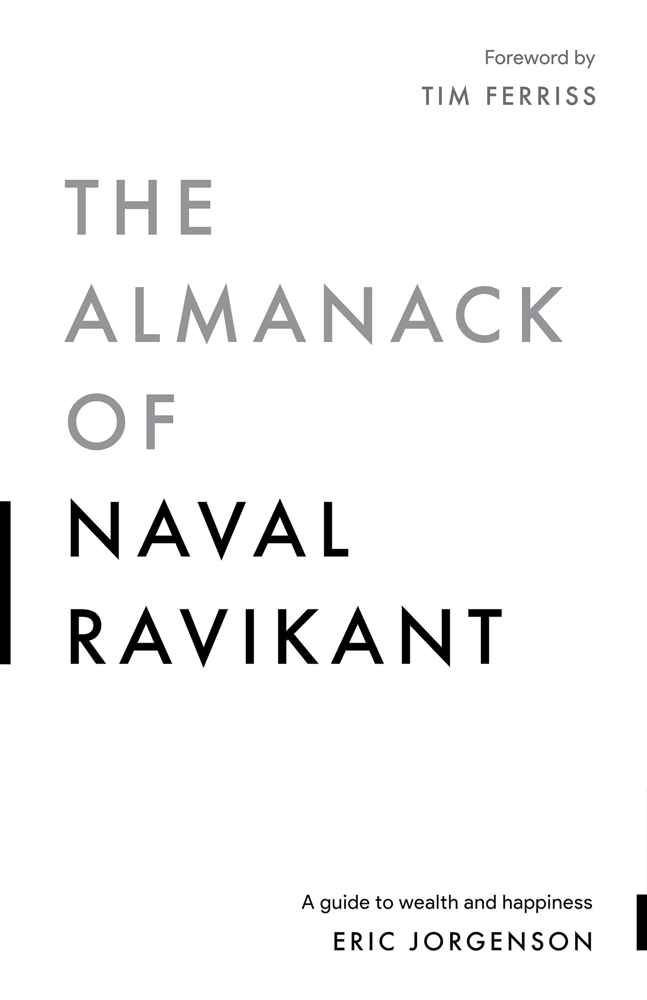 Foreword by
TIM FERRISS
THE
ALMANACK
OF
NAVAL
RAVIKANT
A guide to wealth and happiness
ERIC JORGENSON